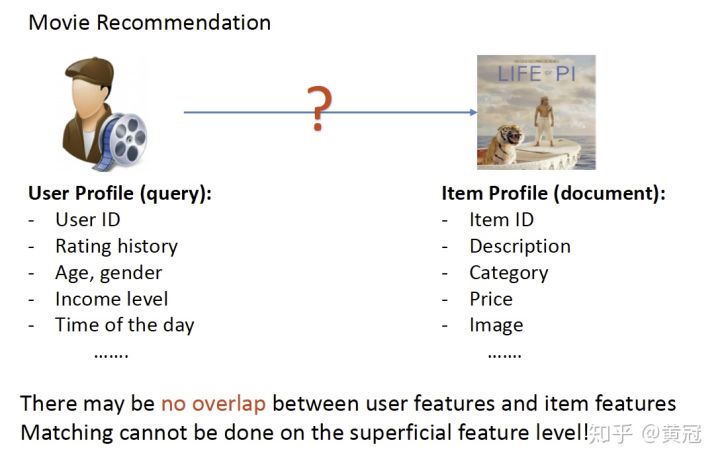 Movie Recommendation
LIFE OF PI
?
User Profile (query):
- User ID
- Rating history
- Age, gender
- Income level
- Time of the day
.......
Item Profile (document):
- Item ID
- Description
- Category
- Price
- Image
.......
There may be no overlap between user features and item features
Matching cannot be done on the superficial feature level!
知乎 @黄冠